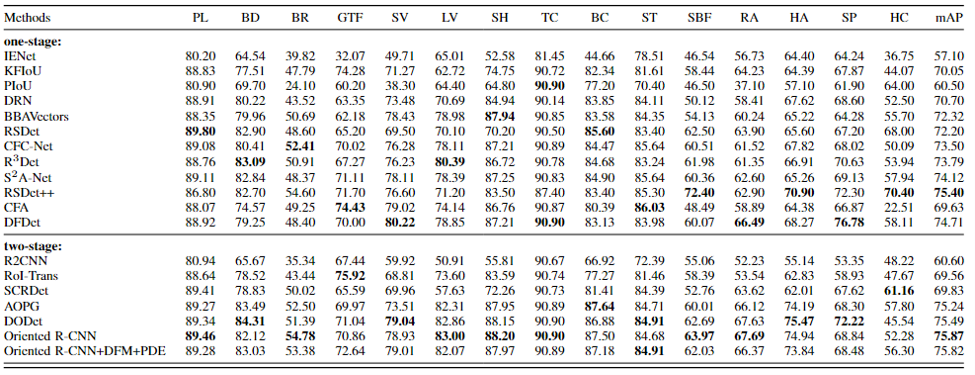 Methods PL BD BR GTF SV LV SH TC BC ST SBF RA HA SP HC mAP
one-stage:
IENet 80.20 64.54 39.82 32.07 49.71 65.01 52.58 81.45 44.66 78.51 46.54 56.73 64.40 64.24 36.75 57.10
KFIoU 88.83 77.51 47.79 74.28 71.27 62.72 74.75 90.72 82.34 81.61 58.44 64.23 64.39 67.87 44.07 70.05
PIoU 80.90 69.70 24.10 60.20 38.30 64.40 64.80 90.90 77.20 70.40 46.50 37.10 57.10 61.90 64.00 60.50
DRN 88.91 80.22 43.52 63.35 73.48 70.69 84.94 90.14 83.85 84.11 50.12 58.41 67.62 68.60 52.50 70.70
BBAVectors 88.35 79.96 50.69 62.18 78.43 78.98 87.94 90.85 83.58 84.35 54.13 60.24 65.22 64.28 55.70 72.32
RSDet 89.80 82.90 48.60 65.20 69.50 70.10 70.20 90.50 85.60 83.40 62.50 63.90 65.60 67.20 68.00 72.20
CFC-Net 89.08 80.41 52.41 70.02 76.28 78.11 87.21 90.89 84.47 85.64 60.51 61.52 67.82 68.02 50.09 73.50
R³Det 88.76 83.09 50.91 67.27 76.23 80.39 86.72 90.78 84.68 83.24 61.98 61.35 66.91 70.63 53.94 73.79
S²A-Net 89.11 82.84 48.37 71.11 78.11 78.39 87.25 90.83 84.90 85.64 60.36 62.60 65.26 69.13 57.94 74.12
RSDet++ 86.80 82.70 54.60 71.70 76.60 71.20 83.50 87.40 83.40 85.30 72.40 62.90 70.90 72.30 70.40 75.40
CFA 88.07 74.57 49.25 74.43 79.02 74.14 86.76 90.87 80.39 86.03 48.49 58.89 64.38 66.87 22.51 69.63
DFDet 88.92 79.25 48.40 70.00 80.22 78.85 87.21 90.90 83.13 83.98 60.07 66.49 68.27 76.78 58.11 74.71
two-stage:
R2CNN 80.94 65.67 35.34 67.44 59.92 50.91 55.81 90.67 66.92 72.39 55.06 52.23 55.14 53.35 48.22 60.60
RoI-Trans 88.64 78.52 43.44 75.92 68.81 73.60 83.59 90.74 77.27 81.46 58.39 53.54 62.83 58.93 47.67 69.56
SCRDet 89.41 78.83 50.02 65.59 69.96 57.63 72.26 90.73 81.41 84.39 52.76 63.62 62.01 67.62 61.16 69.83
AOPG 89.27 83.49 52.50 69.97 73.51 82.31 87.95 90.89 87.64 84.71 60.01 66.12 74.19 68.30 57.80 75.24
DODet 89.34 84.31 51.39 71.04 79.04 82.86 88.15 90.90 86.88 84.91 62.69 67.63 75.47 72.22 45.54 75.49
Oriented R-CNN 89.46 82.12 54.78 70.86 78.93 83.00 88.20 90.90 87.50 84.68 63.97 67.69 74.94 68.84 52.28 75.87
Oriented R-CNN+DFM+PDE 89.28 83.03 53.38 72.64 79.01 82.07 87.97 90.89 87.18 84.91 62.03 66.37 73.84 68.48 56.30 75.82